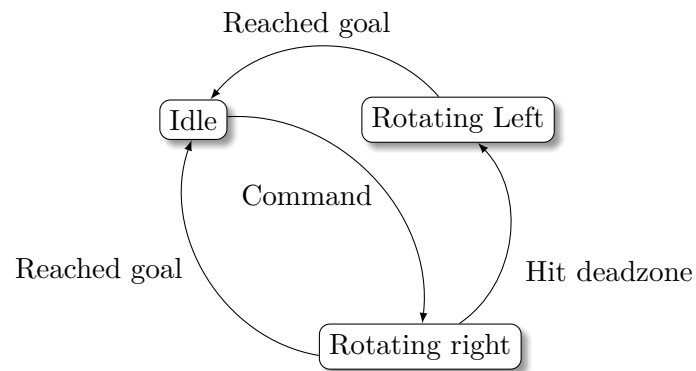 Reached goal
Idle
Rotating Left
Command
Reached goal
Hit deadzone
Rotating right